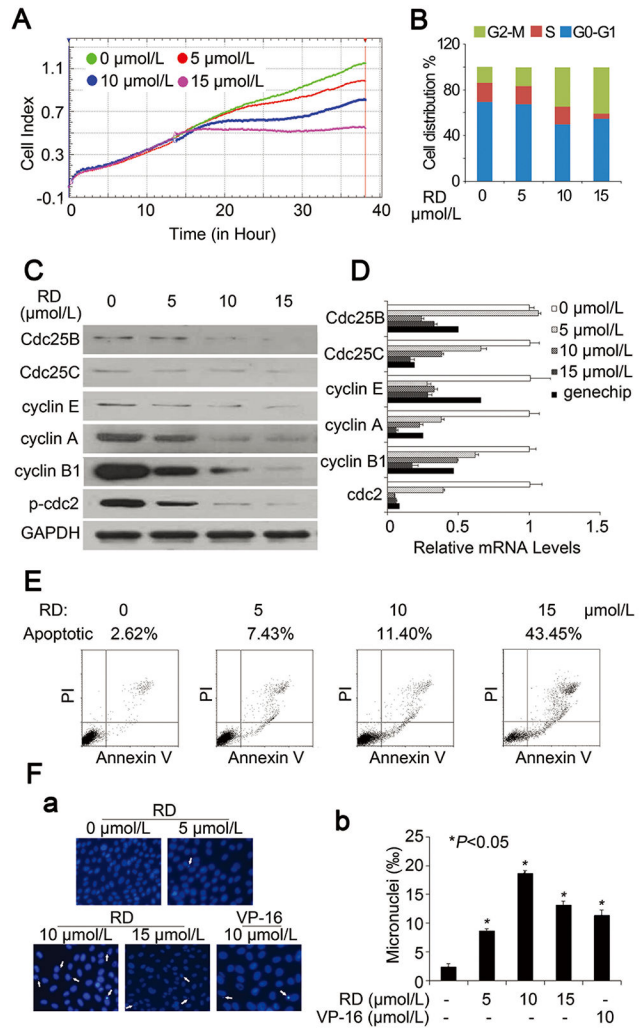 A
0 μmol/L 5 μmol/L
10 μmol/L 15 μmol/L
Cell Index
1.1
0.7
0.3
-0.1
0 10 20 30 40
Time (in Hour)
B
G2-M S G0-G1
Cell distribution %
120
80
40
0
RD 0 5 10 15
μmol/L
C
RD 0 5 10 15
(μmol/L)
Cdc25B
Cdc25C
cyclin E
cyclin A
cyclin B1
p-cdc2
GAPDH
D
0 μmol/L
5 μmol/L
10 μmol/L
15 μmol/L
genechip
Cdc25B
Cdc25C
cyclin E
cyclin A
cyclin B1
cdc2
0 0.5 1 1.5
Relative mRNA Levels
E
RD: 0 5 10 15 μmol/L
Apoptotic 2.62% 7.43% 11.40% 43.45%
PI PI PI PI
Annexin V Annexin V Annexin V Annexin V
F
a
RD
0 μmol/L 5 μmol/L
RD VP-16
10 μmol/L 15 μmol/L 10 μmol/L
b
*P<0.05
Micronuclei (‰)
25
20
15
10
5
0
* * * *
RD (μmol/L) - 5 10 15 -
VP-16 (μmol/L) - - - - 10